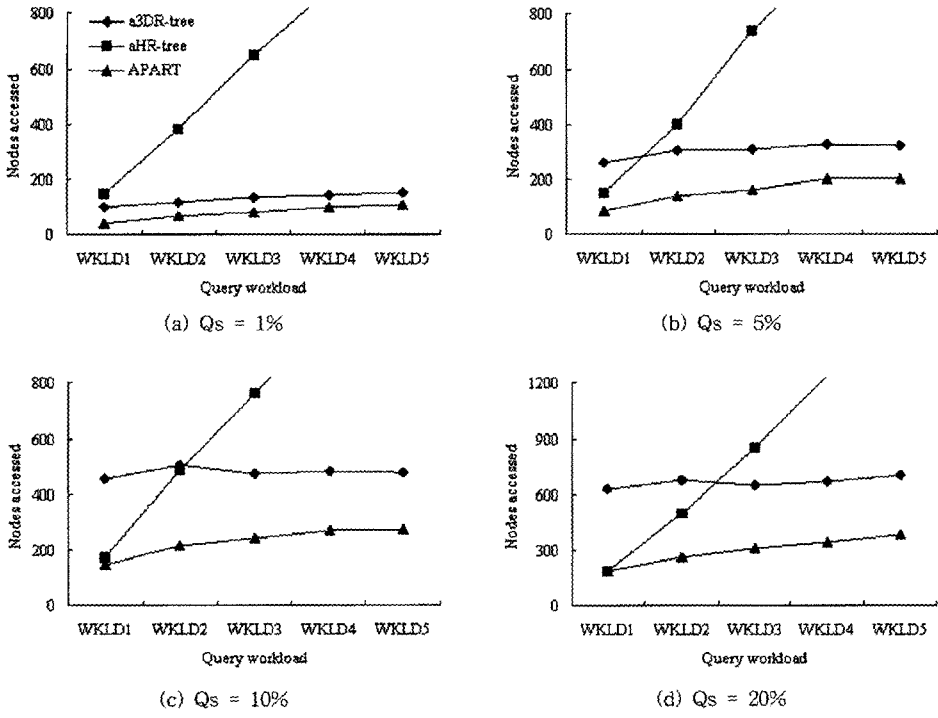 800
600
400
200
0
Nodes accessed
a3DR-tree
aHR-tree
APART
WKLD1 WKLD2 WKLD3 WKLD4 WKLD5
Query workload
(a) Qs = 1%
800
600
400
200
0
Nodes accessed
WKLD1 WKLD2 WKLD3 WKLD4 WKLD5
Query workload
(b) Qs = 5%
800
600
400
200
0
Nodes accessed
WKLD1 WKLD2 WKLD3 WKLD4 WKLD5
Query workload
(c) Qs = 10%
1200
900
600
300
0
Nodes accessed
WKLD1 WKLD2 WKLD3 WKLD4 WKLD5
Query workload
(d) Qs = 20%